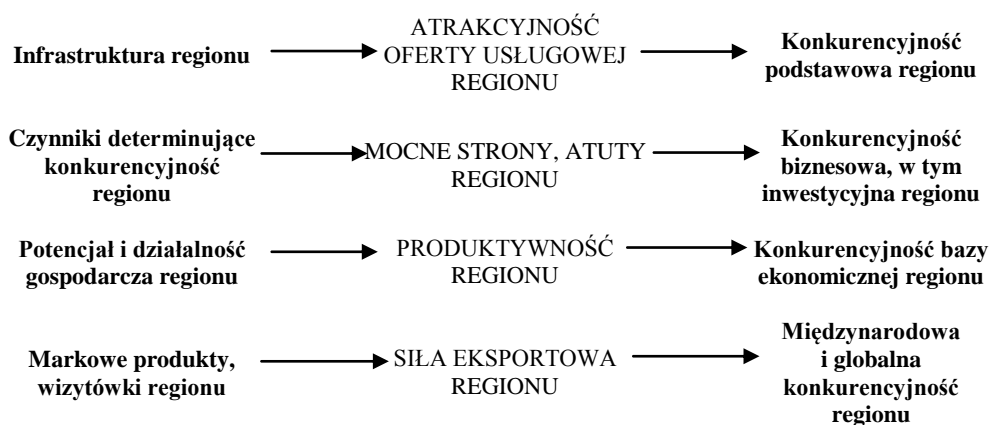 Infrastruktura regionu
ATRAKCYJNOŚĆ
OFERTY USŁUGOWEJ
REGIONU
Konkurencyjność
podstawowa regionu
Czynniki determinujące
konkurencyjność
regionu
MOCNE STRONY, ATUTY
REGIONU
Konkurencyjność
biznesowa, w tym
inwestycyjna regionu
Potencjał i działalność
gospodarcza regionu
PRODUKTYWNOŚĆ
REGIONU
Konkurencyjność bazy
ekonomicznej regionu
Markowe produkty,
wizytówki regionu
SIŁA EKSPORTOWA
REGIONU
Międzynarodowa
i globalna
konkurencyjność
regionu